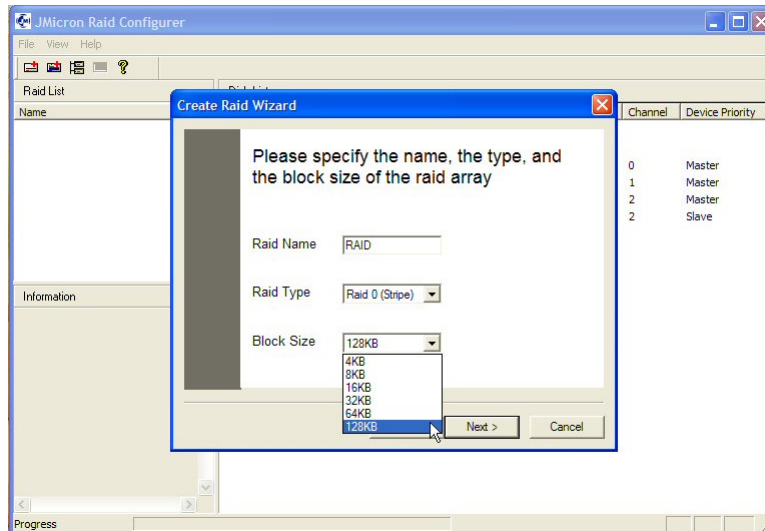 JMicron Raid Configurer
File View Help
Raid List
Name
Channel Device Priority
Create Raid Wizard
Please specify the name, the type, and
the block size of the raid array
0 Master
1 Master
2 Master
2 Slave
Raid Name RAID
Raid Type Raid 0 (Stripe)
Information
Block Size 128KB
4KB
8KB
16KB
32KB
64KB
128KB
Next > Cancel
Progress